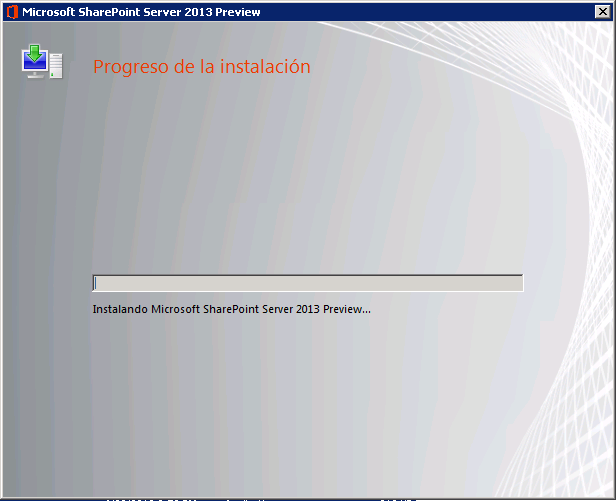 Microsoft SharePoint Server 2013 Preview
Progreso de la instalación
Instalando Microsoft SharePoint Server 2013 Preview...